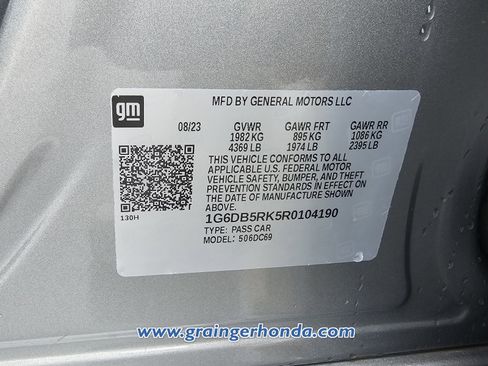 gm
MFD BY GENERAL MOTORS LLC
08/23 GVWR GAWR FRT GAWR RR
1982 KG 895 KG 1086 KG
4369 LB 1974 LB 2395 LB
THIS VEHICLE CONFORMS TO ALL
APPLICABLE U.S. FEDERAL MOTOR
VEHICLE SAFETY, BUMPER, AND THEFT
PREVENTION STANDARDS IN EFFECT ON
THE DATE OF MANUFACTURE SHOWN
ABOVE.
130H
1G6DB5RK5R0104190
TYPE: PASS CAR
MODEL: 506DC69
www.graingerhonda.com